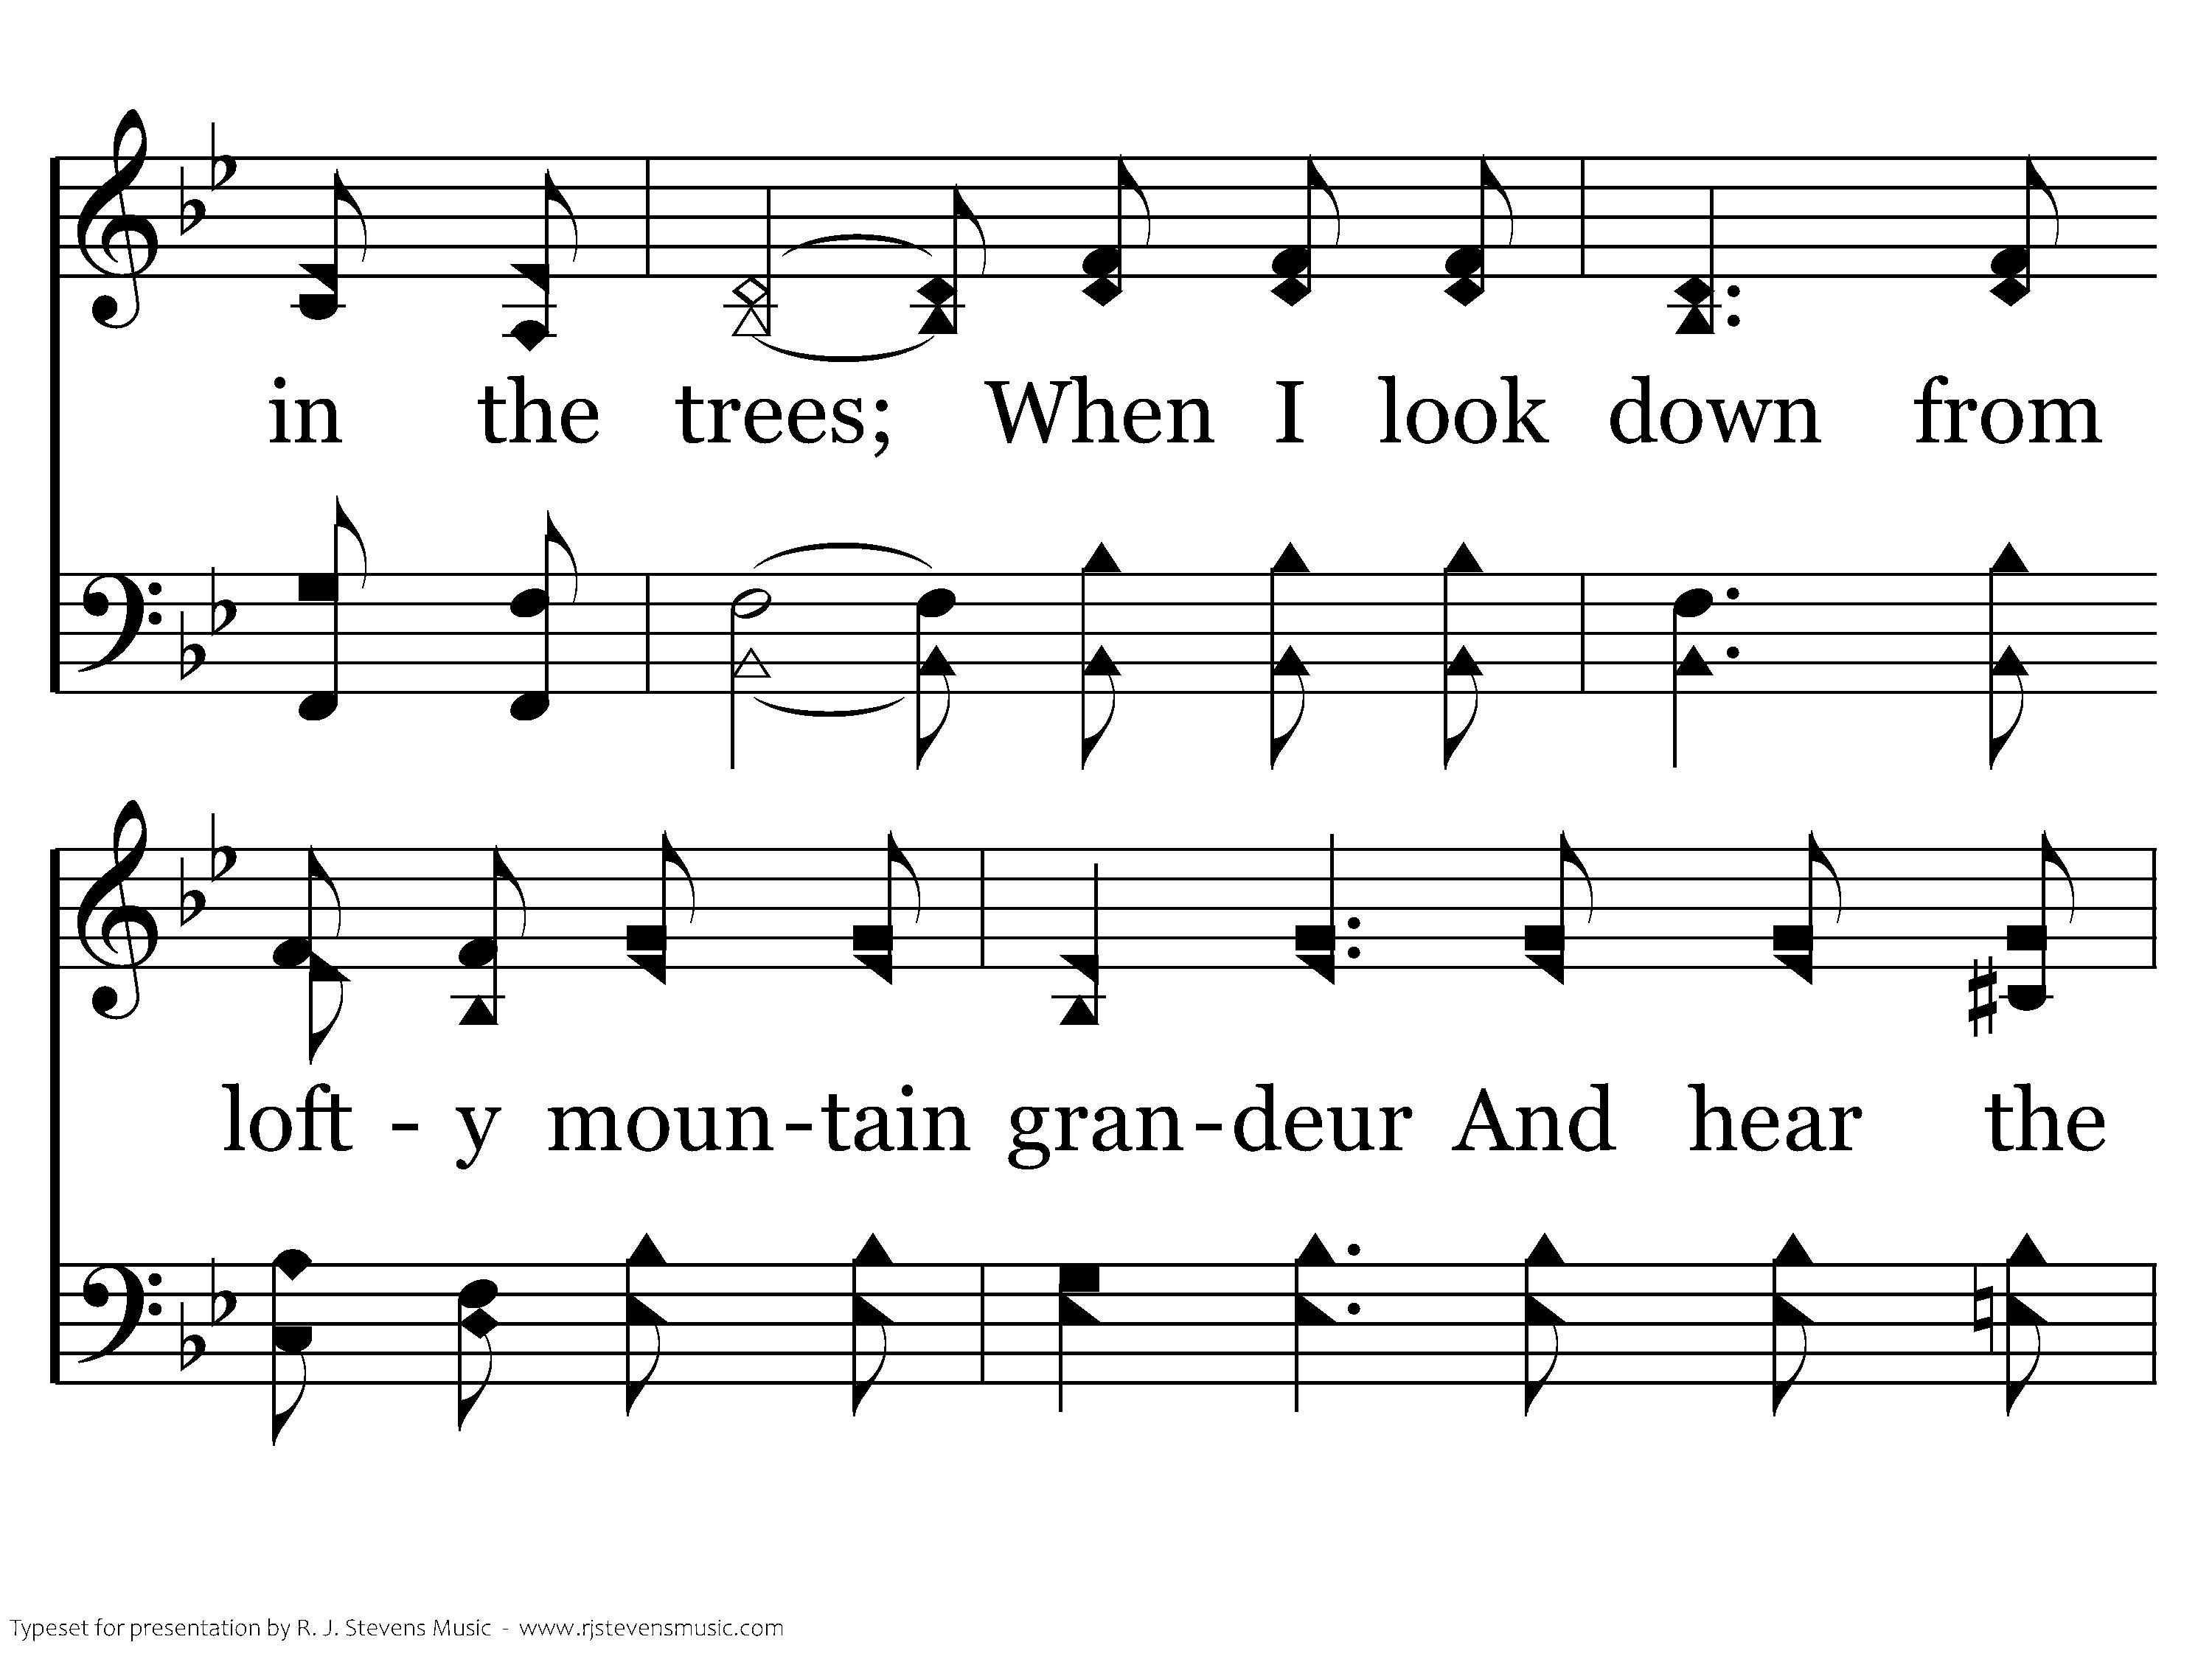 in the trees; When I look down from
loft - y moun - tain gran - deur And hear the
Typeset for presentation by R. J. Stevens Music - www.rjstevensmusic.com